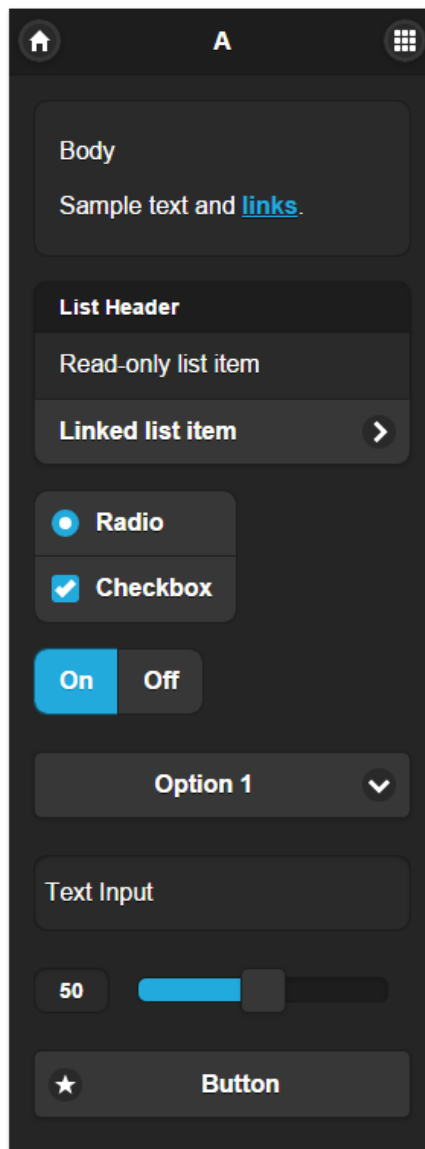 A
Body
Sample text and links.
List Header
Read-only list item
Linked list item
Radio
Checkbox
On Off
Option 1
Text Input
50
Button